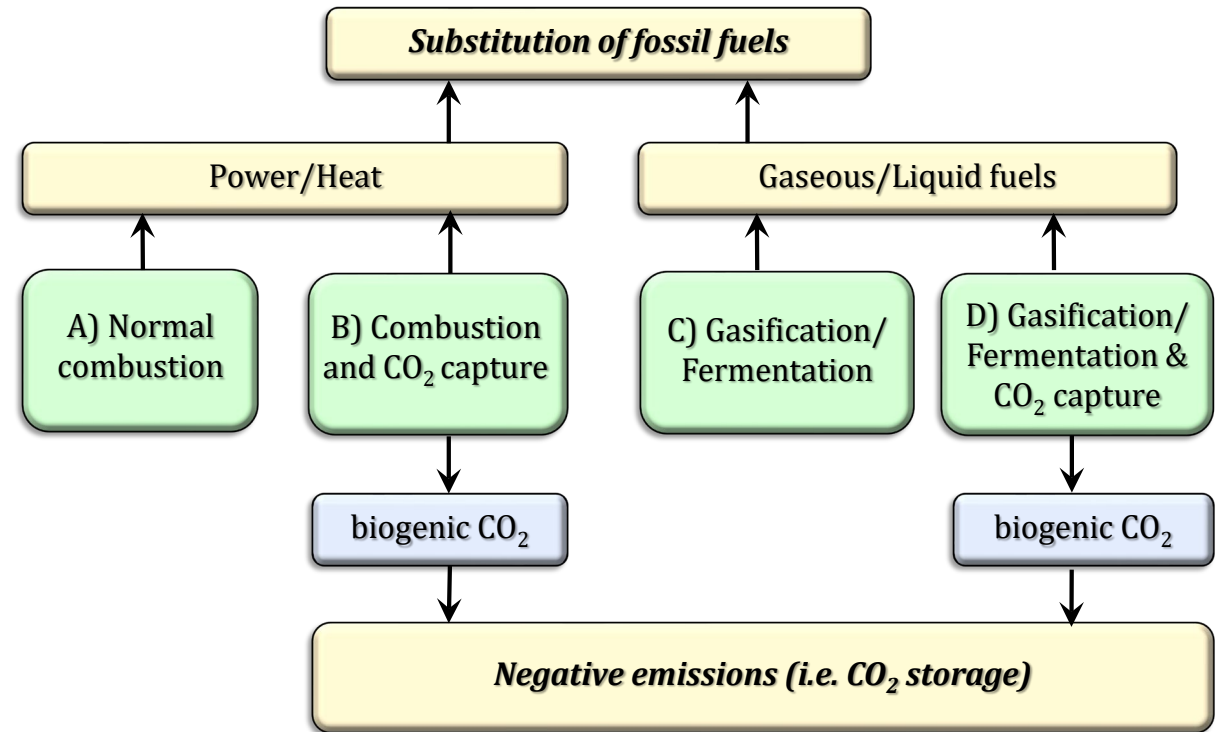 Substitution of fossil fuels
Power/Heat
Gaseous/Liquid fuels
A) Normal
combustion
B) Combustion
and CO₂ capture
C) Gasification/
Fermentation
D) Gasification/
Fermentation &
CO₂ capture
biogenic CO₂
biogenic CO₂
Negative emissions (i.e. CO₂ storage)